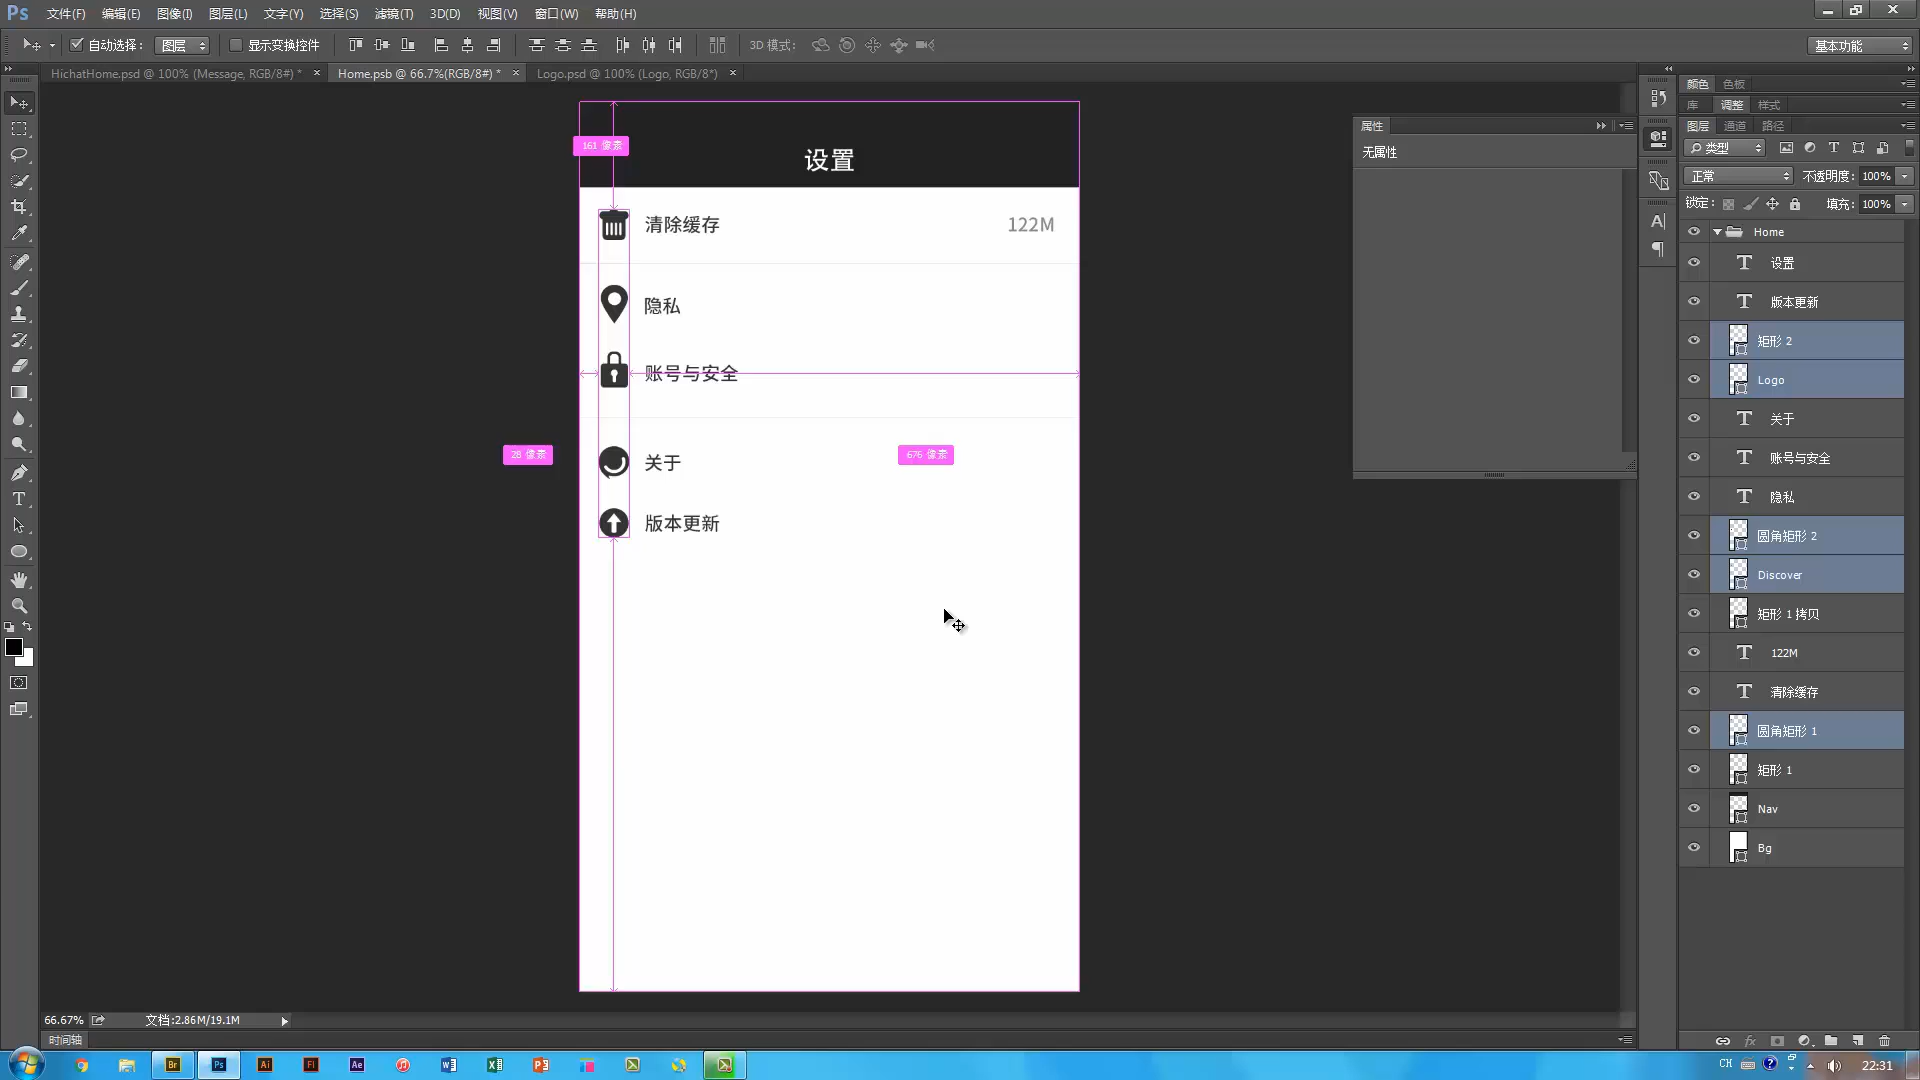 Ps 文件(F) 编辑(E) 图像(I) 图层(L) 文字(Y) 选择(S) 滤镜(T) 3D(D) 视图(V) 窗口(W) 帮助(H)
自动选择： 图层 显示变换控件 3D 模式： 基本功能
HichatHome.psd @ 100% (Message, RGB/8#) * × Home.psb @ 66.7%(RGB/8#) * × Logo.psd @ 100% (Logo, RGB/8*) ×
颜色 色板
库 调整 样式
图层 通道 路径
类型
正常 不透明度： 100%
锁定： 填充： 100%
属性
无属性
161 像素
设置
清除缓存 122M
隐私
账号与安全
28 像素
676 像素
关于
版本更新
Home
设置
版本更新
矩形 2
Logo
关于
账号与安全
隐私
圆角矩形 2
Discover
矩形 1 拷贝
122M
清除缓存
圆角矩形 1
矩形 1
Nav
Bg
66.67% 文档:2.86M/19.1M
时间轴
fx
Br Ps Ai Fl Ae
CH 22:31